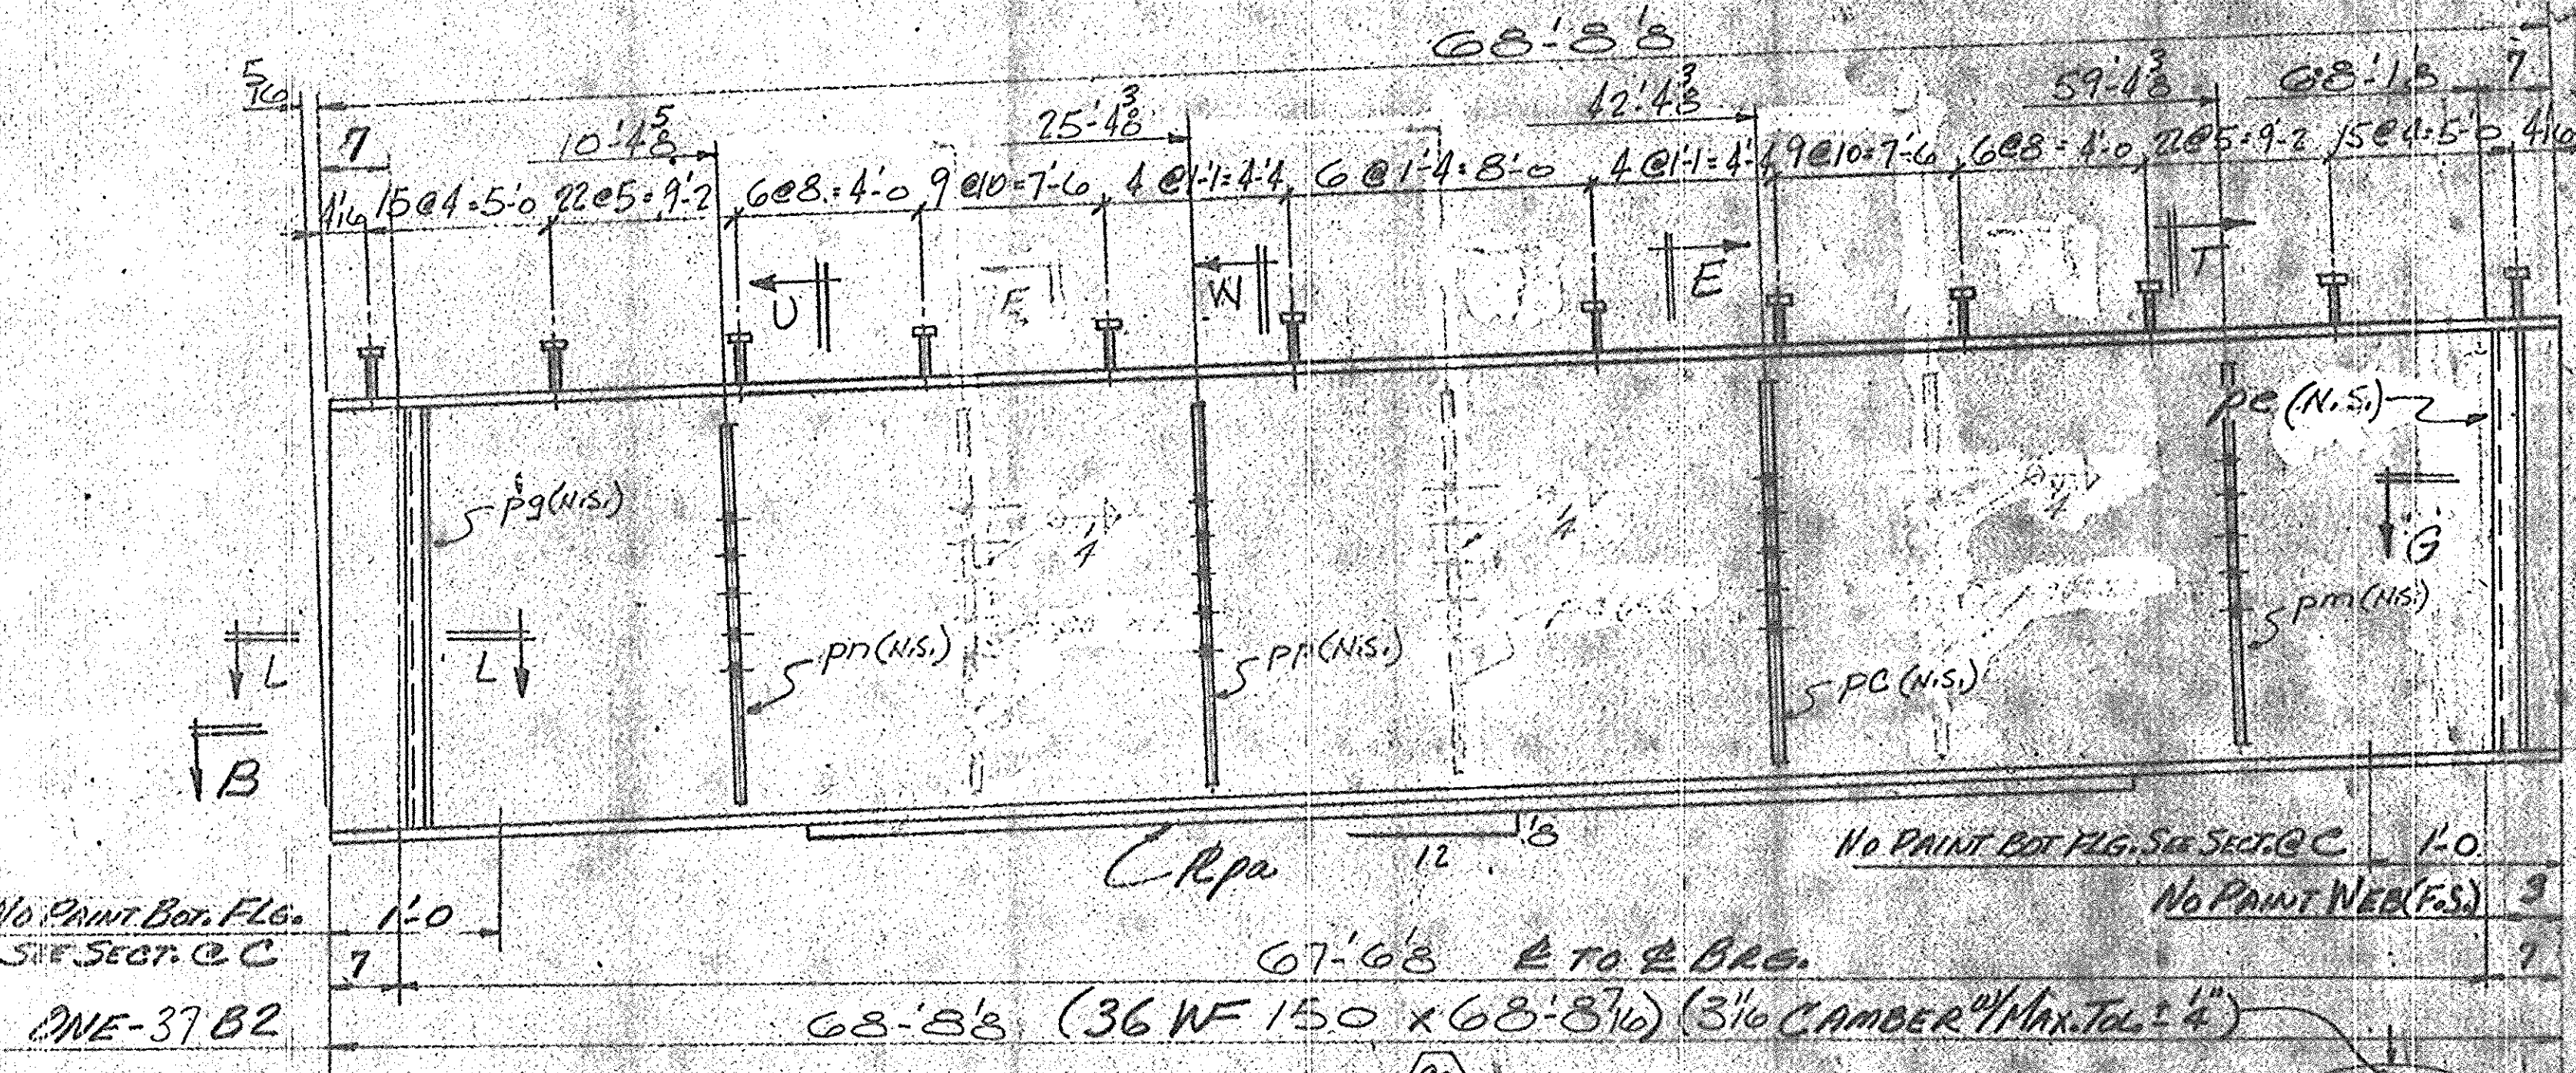 68'-8 1/8
5/16
7
10'-4 5/8
25'-4 3/8
42'-4 3/8
59'-4 3/8
68'-1 1/8
7
4 1/16 15@4=5'-0 22@5=9'-2 6@8=4'-0 9@10=7'-6 4@1'-1=4'-4 6@1'-4=8'-0 4@1'-1=4'-4 9@10=7'-6 6@8=4'-0 22@5=9'-2 15@4=5'-0 4 1/16
U
W
E
T
pe (N.S.)
pg (N.S.)
G
pm (N.S.)
L
L
pn (N.S.)
pp (N.S.)
pc (N.S.)
B
1/8
12
PL pa
NO PAINT BOT FLG. SEE SECT. @ C 1'-0
NO PAINT WEB (F.S.) 3
NO PAINT BOT. FLG. 1'-0
SEE SECT. @ C
7
67'-6 1/8 ℄ TO ℄ BRG.
7
ONE-37B2
68'-8 1/8 (36 WF 150 x 68'-8 7/16) (3 1/16 CAMBER W/MAX. TOL. ± 1/4")